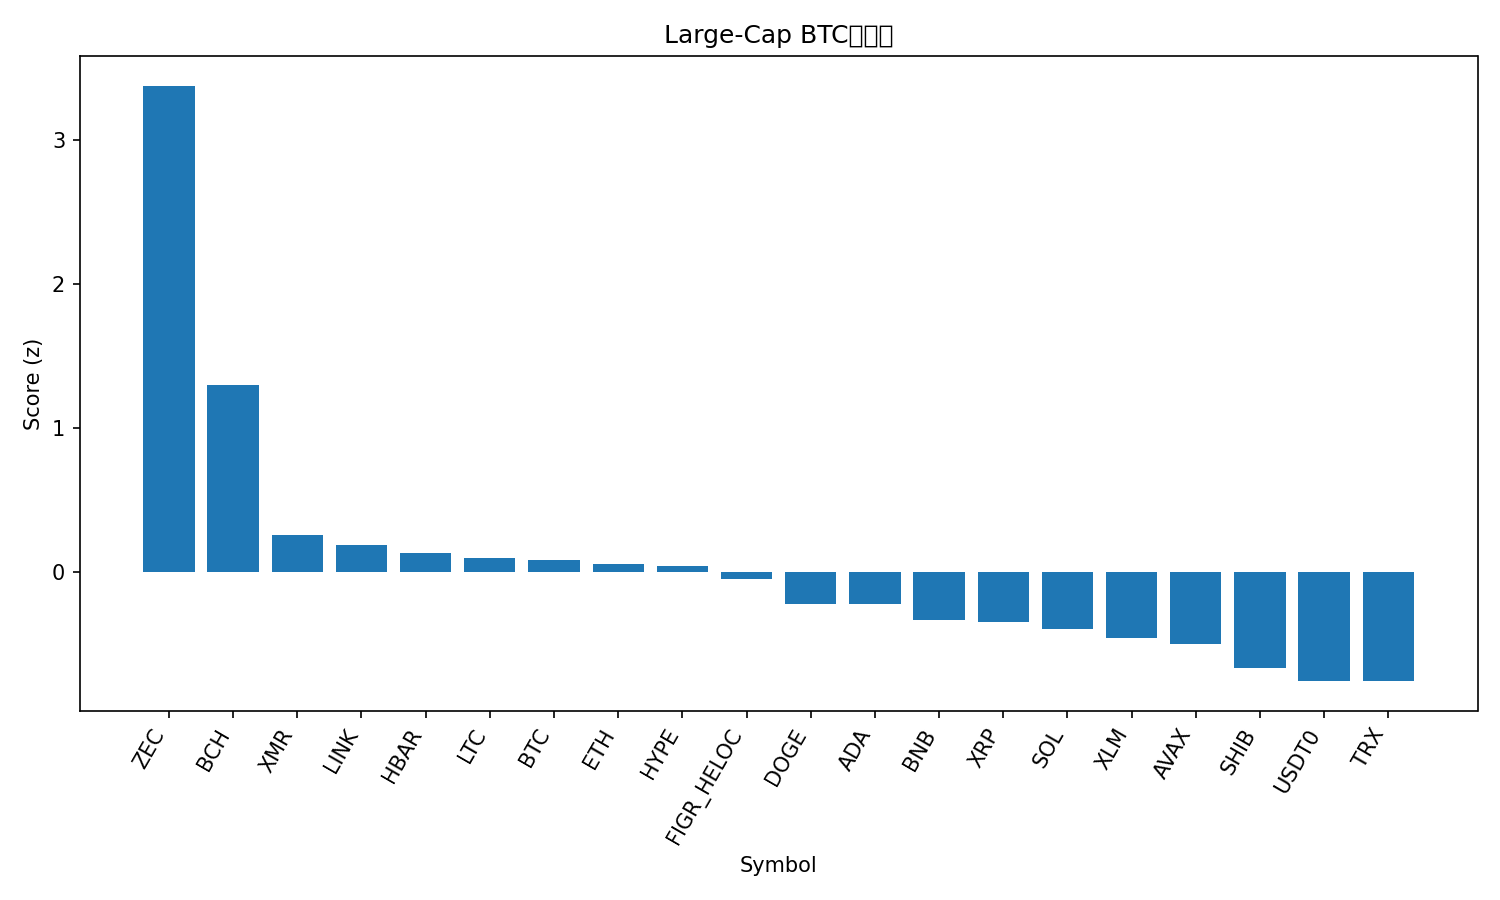 Large-Cap BTC
Score (z)
3
2
1
0
ZEC
BCH
XMR
LINK
HBAR
LTC
BTC
ETH
HYPE
FIGR_HELOC
DOGE
ADA
BNB
XRP
SOL
XLM
AVAX
SHIB
USDT0
TRX
Symbol